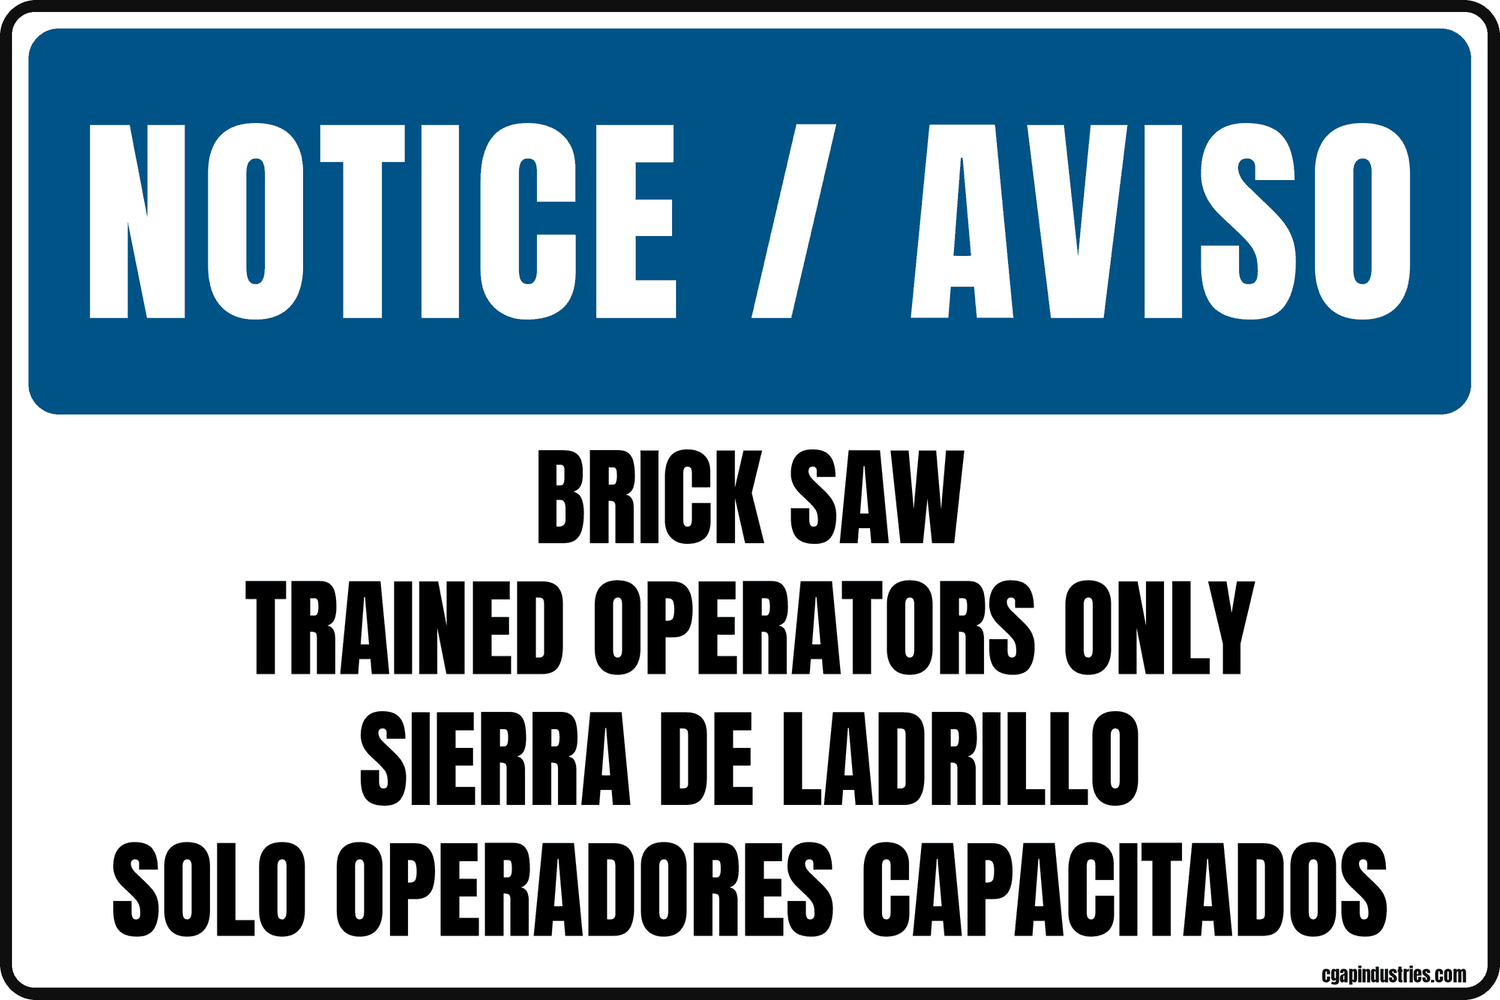 NOTICE / AVISO
BRICK SAW
TRAINED OPERATORS ONLY
SIERRA DE LADRILLO
SOLO OPERADORES CAPACITADOS
cgapindustries.com